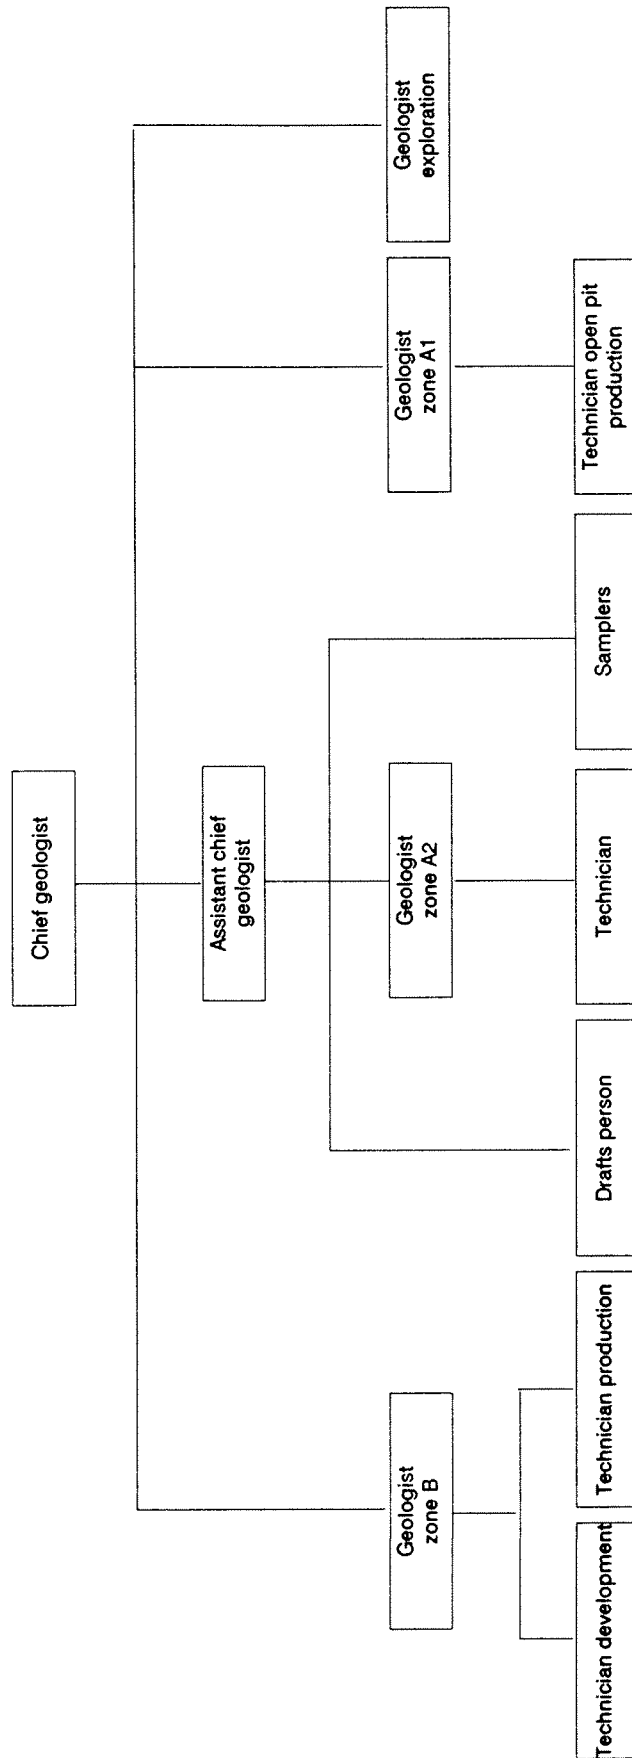 Chief geologist
Assistant chief
geologist
Geologist
zone B
Geologist
zone A2
Geologist
zone A1
Geologist
exploration
Technician development
Technician production
Drafts person
Technician
Samplers
Technician open pit
production